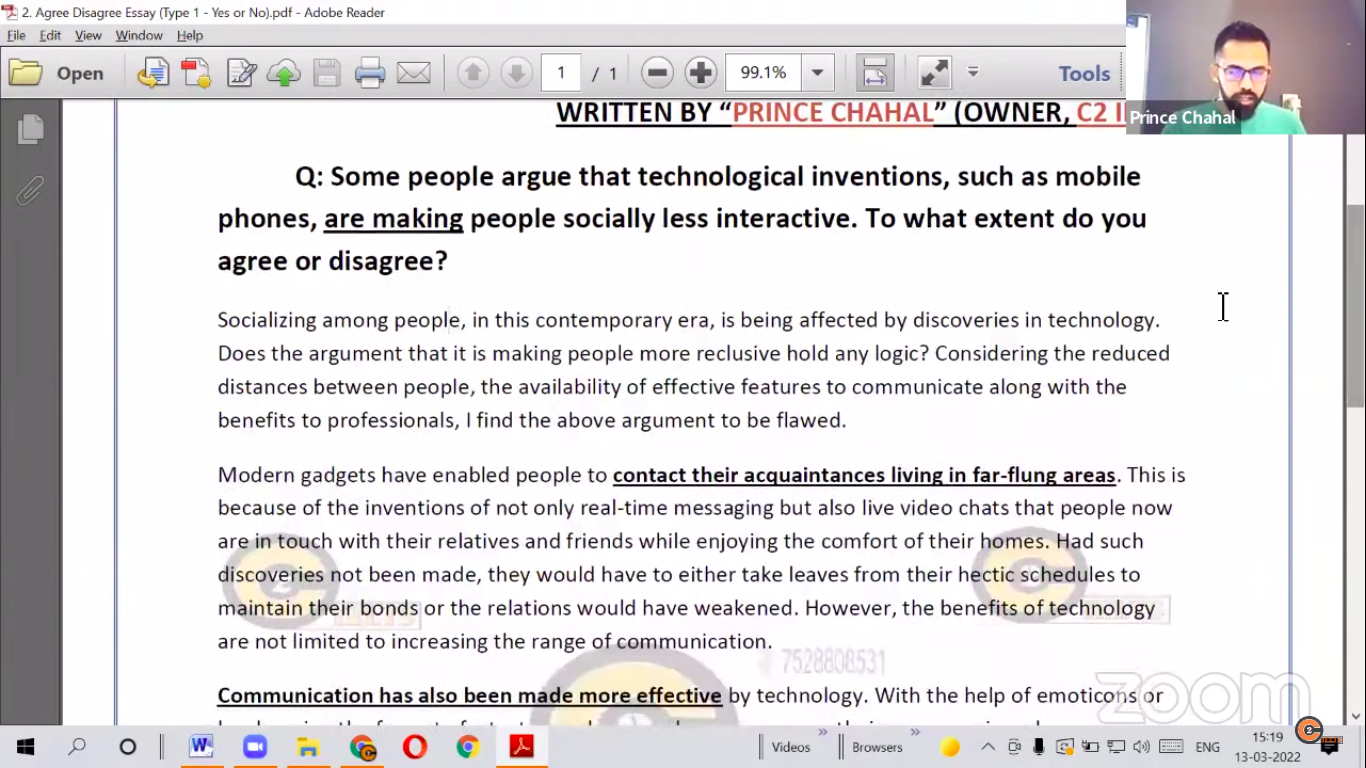 2. Agree Disagree Essay (Type 1 - Yes or No).pdf - Adobe Reader
File Edit View Window Help
Open 1 / 1 99.1% Tools
Prince Chahal
WRITTEN BY “PRINCE CHAHAL” (OWNER, C2
Q: Some people argue that technological inventions, such as mobile
phones, are making people socially less interactive. To what extent do you
agree or disagree?
Socializing among people, in this contemporary era, is being affected by discoveries in technology.
Does the argument that it is making people more reclusive hold any logic? Considering the reduced
distances between people, the availability of effective features to communicate along with the
benefits to professionals, I find the above argument to be flawed.
Modern gadgets have enabled people to contact their acquaintances living in far-flung areas. This is
because of the inventions of not only real-time messaging but also live video chats that people now
are in touch with their relatives and friends while enjoying the comfort of their homes. Had such
discoveries not been made, they would have to either take leaves from their hectic schedules to
maintain their bonds or the relations would have weakened. However, the benefits of technology
are not limited to increasing the range of communication.
7528808531
Communication has also been made more effective by technology. With the help of emoticons or
zoom
Videos Browsers ENG 15:19
13-03-2022